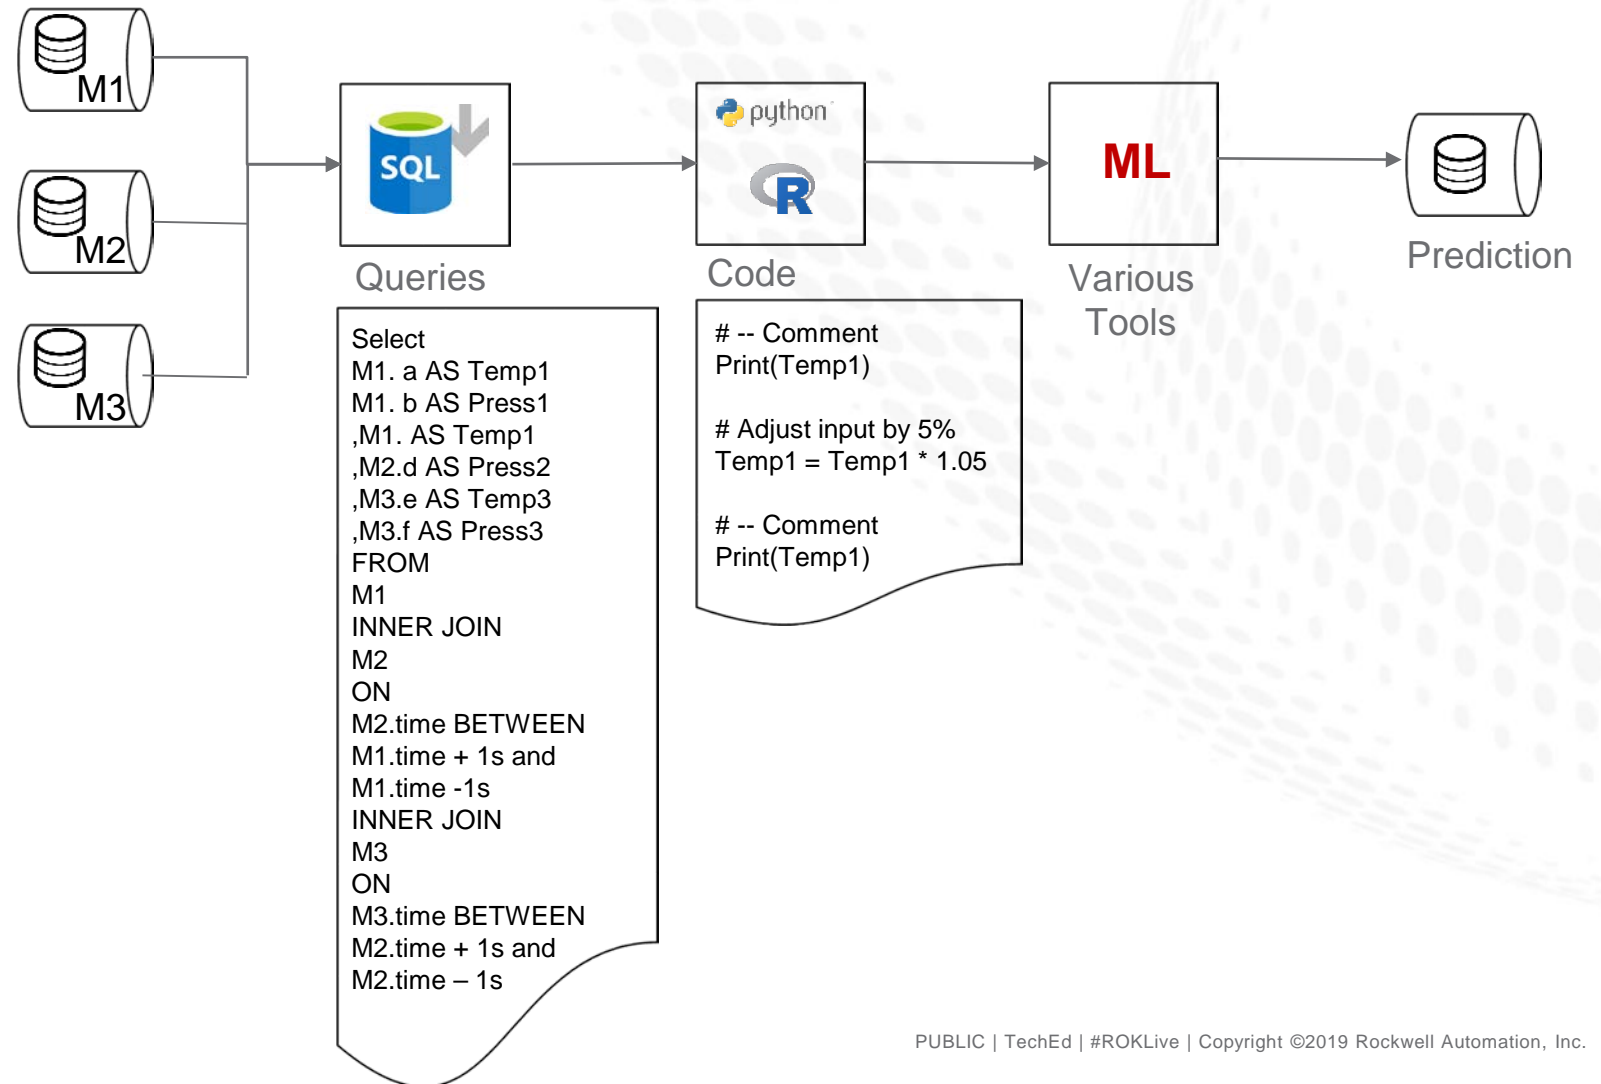 M1
M2
M3
SQL
Queries
Select
M1. a AS Temp1
M1. b AS Press1
,M1. AS Temp1
,M2.d AS Press2
,M3.e AS Temp3
,M3.f AS Press3
FROM
M1
INNER JOIN
M2
ON
M2.time BETWEEN
M1.time + 1s and
M1.time -1s
INNER JOIN
M3
ON
M3.time BETWEEN
M2.time + 1s and
M2.time – 1s
python
R
Code
# -- Comment
Print(Temp1)
# Adjust input by 5%
Temp1 = Temp1 * 1.05
# -- Comment
Print(Temp1)
ML
Various
Tools
Prediction
PUBLIC | TechEd | #ROKLive | Copyright ©2019 Rockwell Automation, Inc.